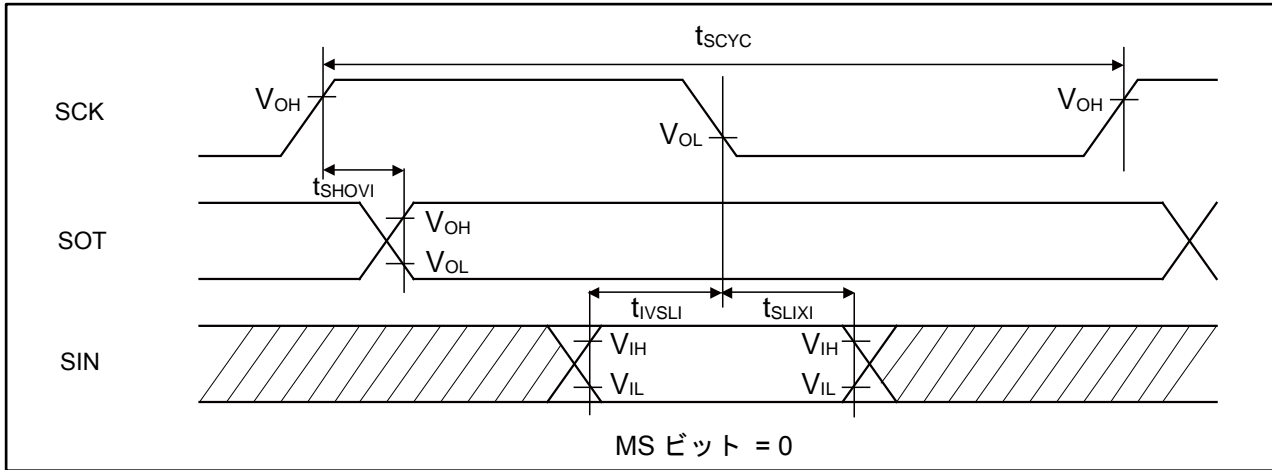 tSCYC
SCK
VOH
VOL
VOH
tSHOVI
SOT
VOH
VOL
tIVSLI
tSLIXI
SIN
VIH
VIH
VIL
VIL
MS ビット = 0